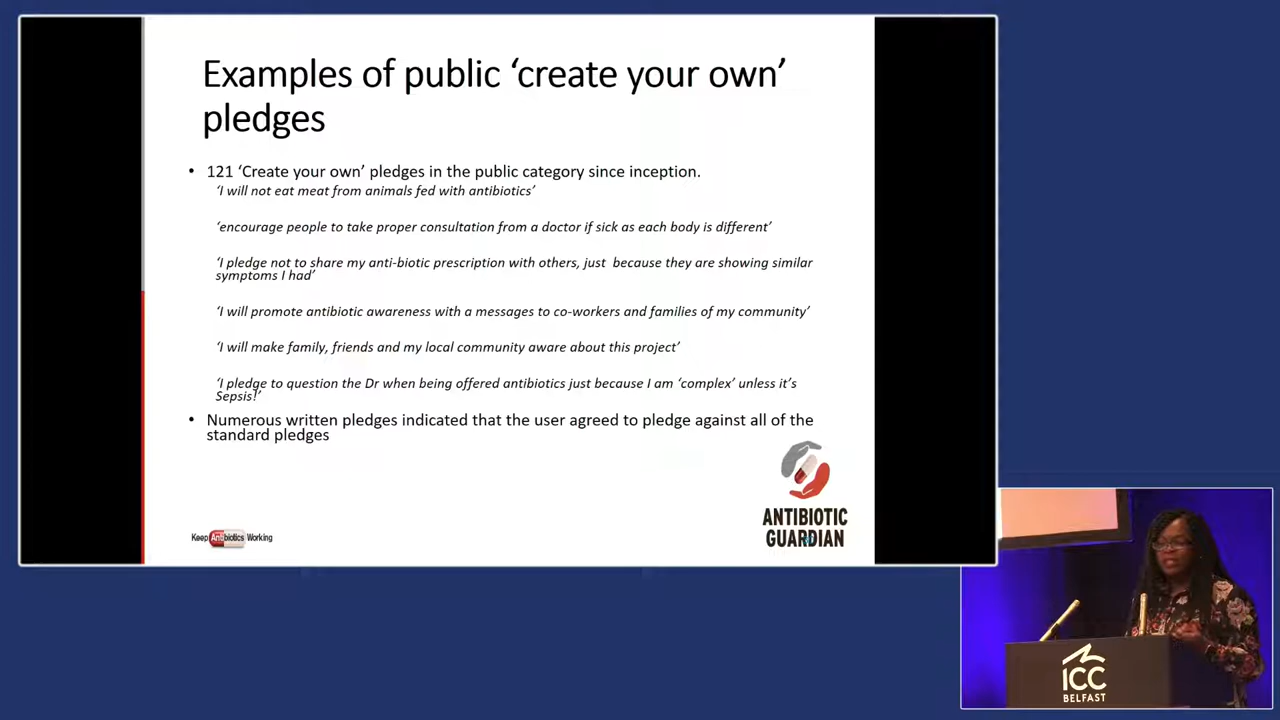 Examples of public ‘create your own’
pledges
• 121 ‘Create your own’ pledges in the public category since inception.
‘I will not eat meat from animals fed with antibiotics’
‘encourage people to take proper consultation from a doctor if sick as each body is different’
‘I pledge not to share my anti-biotic prescription with others, just because they are showing similar
symptoms I had’
‘I will promote antibiotic awareness with a messages to co-workers and families of my community’
‘I will make family, friends and my local community aware about this project’
‘I pledge to question the Dr when being offered antibiotics just because I am ‘complex’ unless it’s
Sepsis!’
• Numerous written pledges indicated that the user agreed to pledge against all of the
standard pledges
Keep Antibiotics Working
ANTIBIOTIC
GUARDIAN
ICC
BELFAST